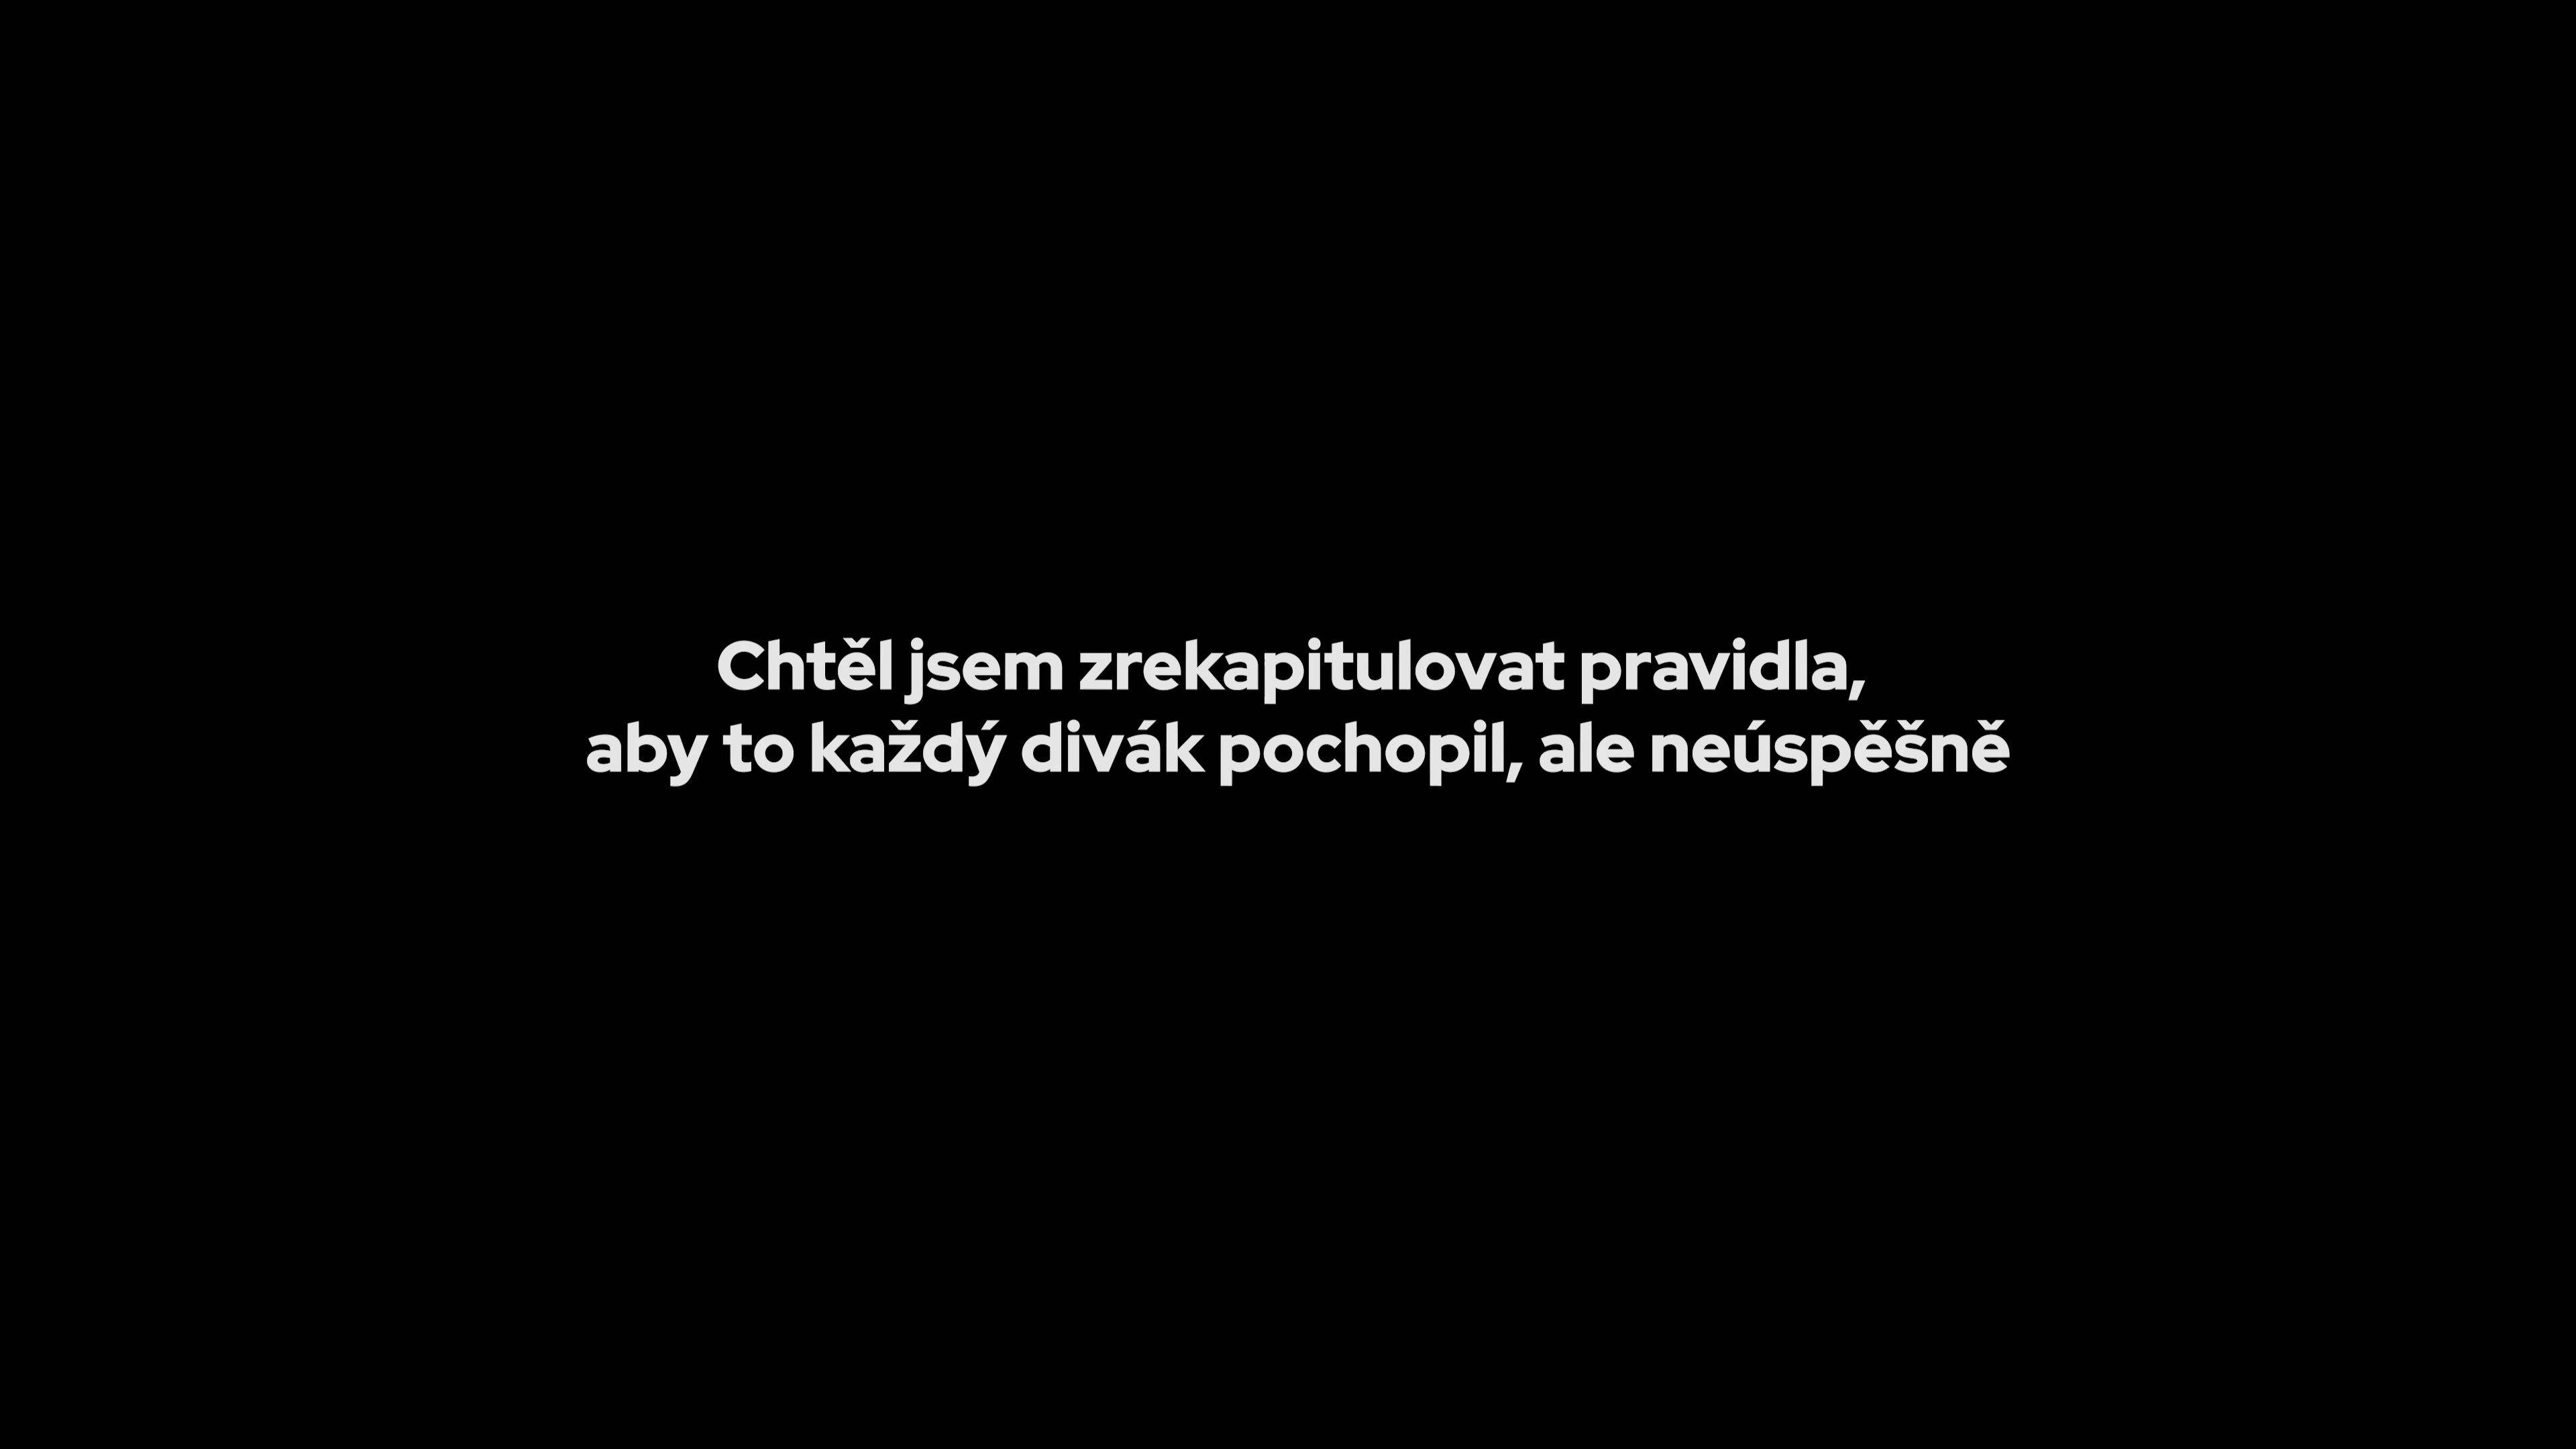 Chtěl jsem zrekapitulovat pravidla,
aby to každý divák pochopil, ale neúspěšně